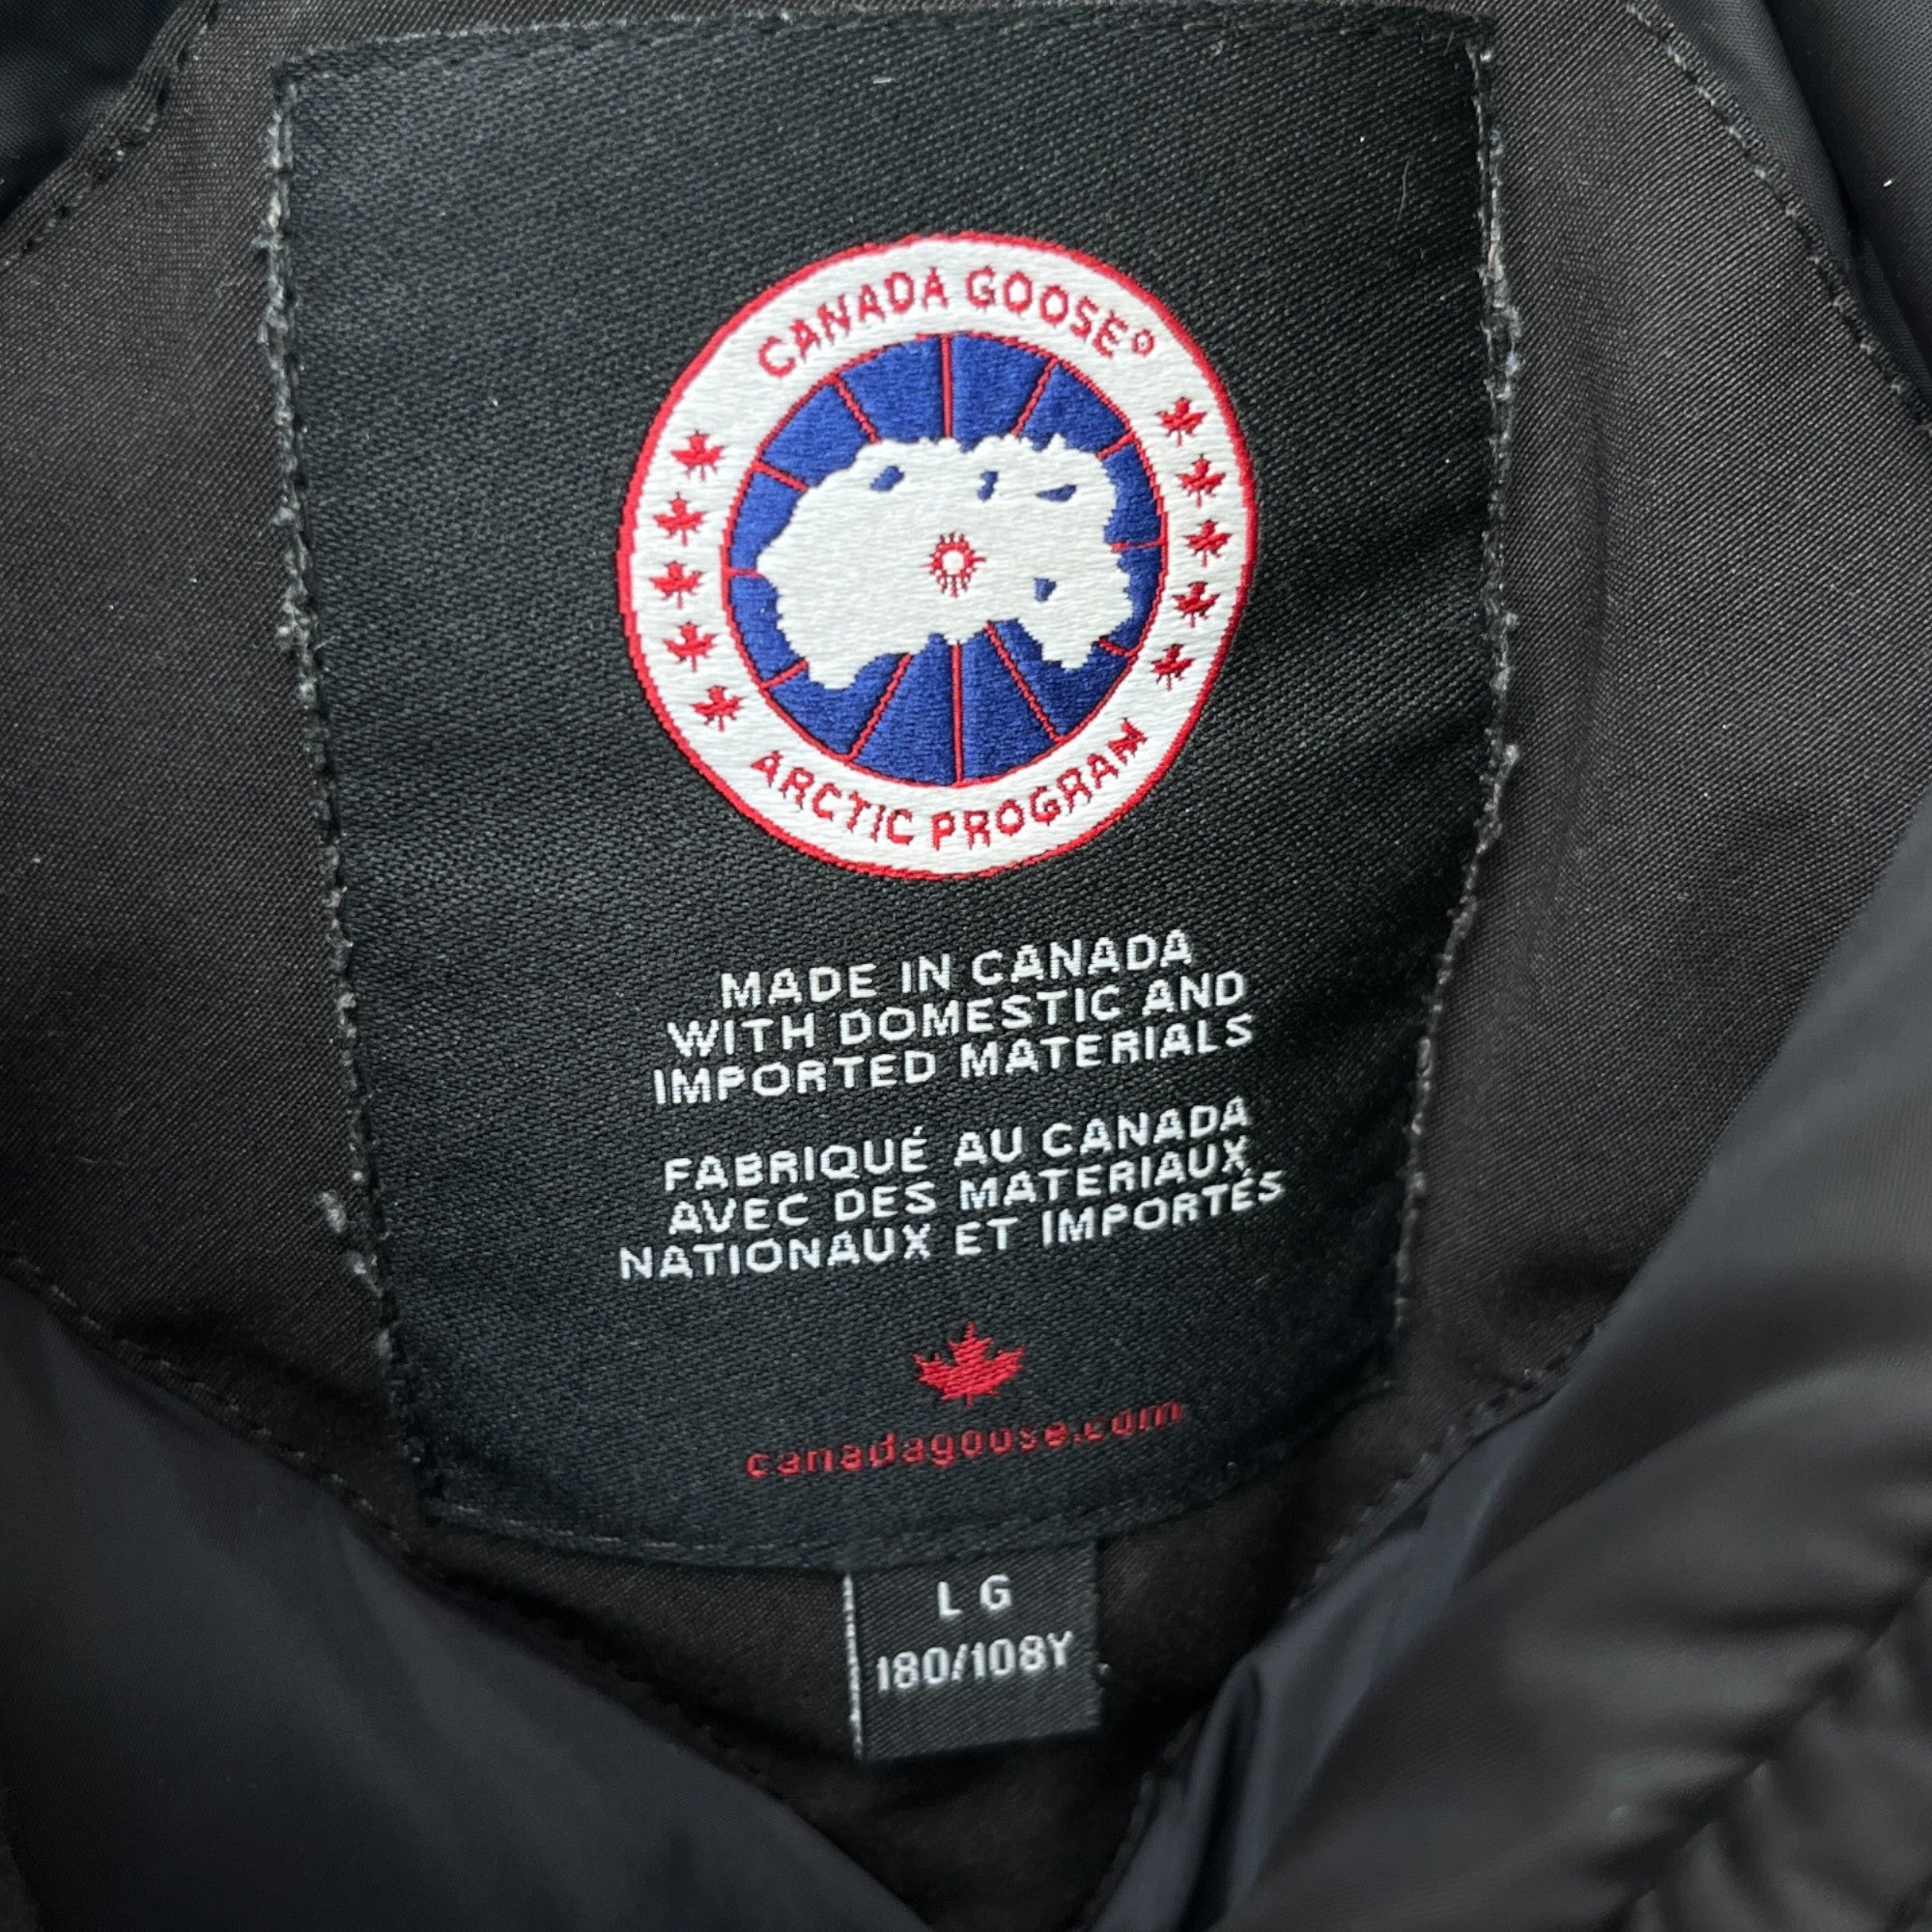 CANADA GOOSE®
ARCTIC PROGRAM
MADE IN CANADA
WITH DOMESTIC AND
IMPORTED MATERIALS
FABRIQUÉ AU CANADA
AVEC DES MATERIAUX
NATIONAUX ET IMPORTÉS
canadagouse.com
LG
180/108Y